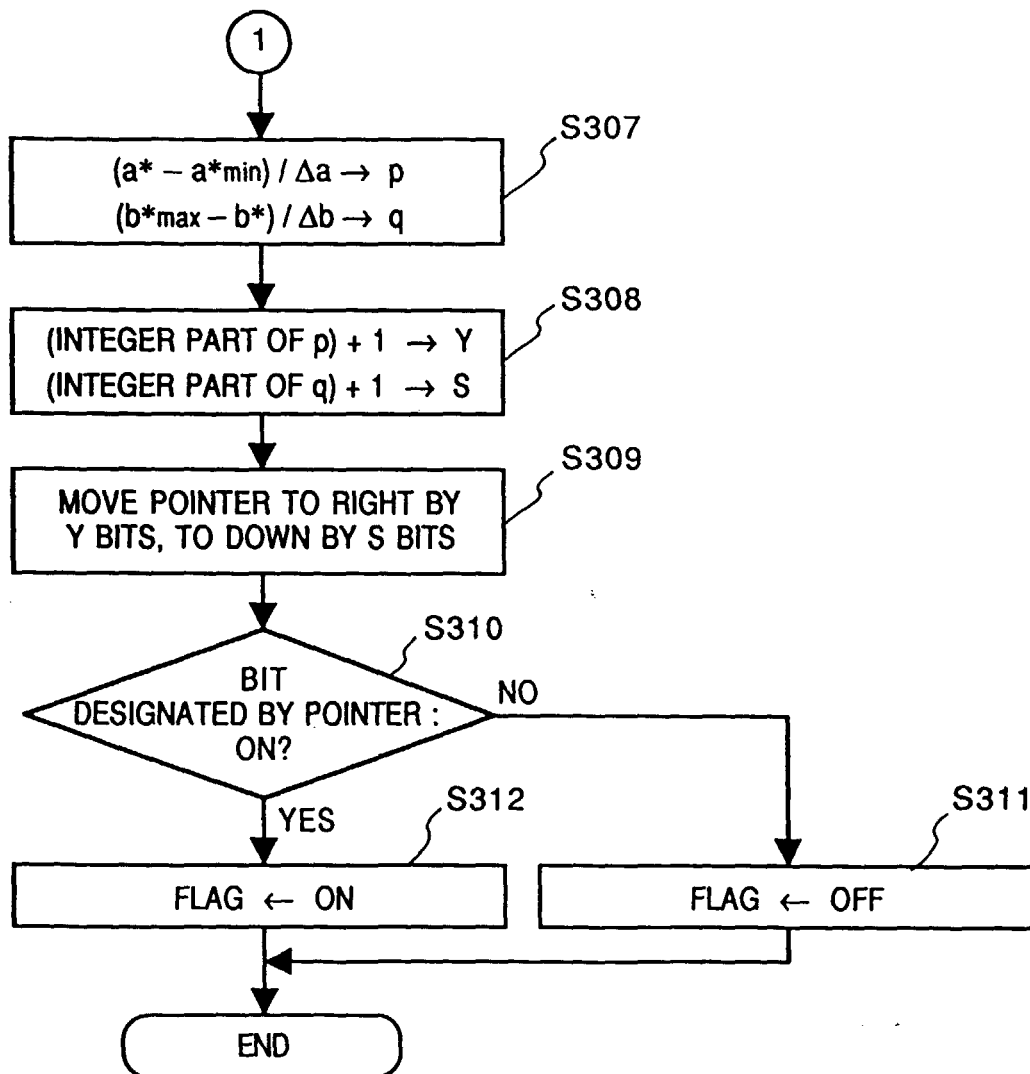 1
S307
(a* – a*min) / Δa → p
(b*max – b*) / Δb → q
S308
(INTEGER PART OF p) + 1 → Y
(INTEGER PART OF q) + 1 → S
S309
MOVE POINTER TO RIGHT BY
Y BITS, TO DOWN BY S BITS
S310
BIT
DESIGNATED BY POINTER :
ON?
NO
YES
S312
S311
FLAG ← ON
FLAG ← OFF
END